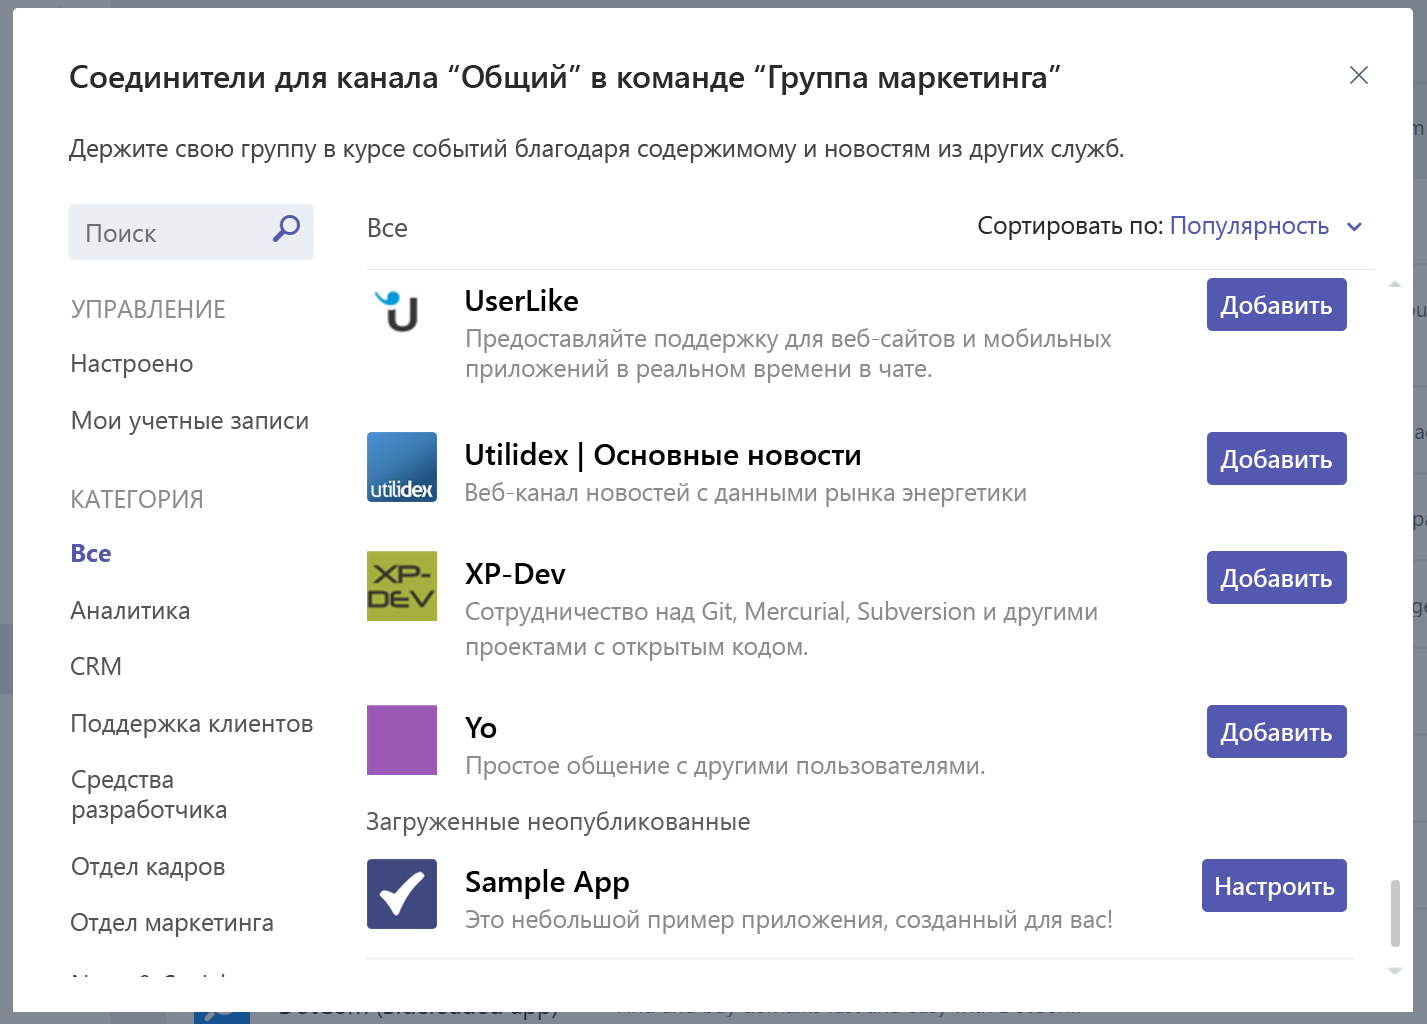 Соединители для канала “Общий” в команде “Группа маркетинга”
Держите свою группу в курсе событий благодаря содержимому и новостям из других служб.
Поиск
Все
Сортировать по: Популярность
УПРАВЛЕНИЕ
Настроено
Мои учетные записи
КАТЕГОРИЯ
Все
Аналитика
CRM
Поддержка клиентов
Средства
разработчика
Отдел кадров
Отдел маркетинга
UserLike
Предоставляйте поддержку для веб-сайтов и мобильных
приложений в реальном времени в чате.
Добавить
utilidex
Utilidex | Основные новости
Веб-канал новостей с данными рынка энергетики
Добавить
XP-
DEV
XP-Dev
Сотрудничество над Git, Mercurial, Subversion и другими
проектами с открытым кодом.
Добавить
Yo
Простое общение с другими пользователями.
Добавить
Загруженные неопубликованные
Sample App
Это небольшой пример приложения, созданный для вас!
Настроить